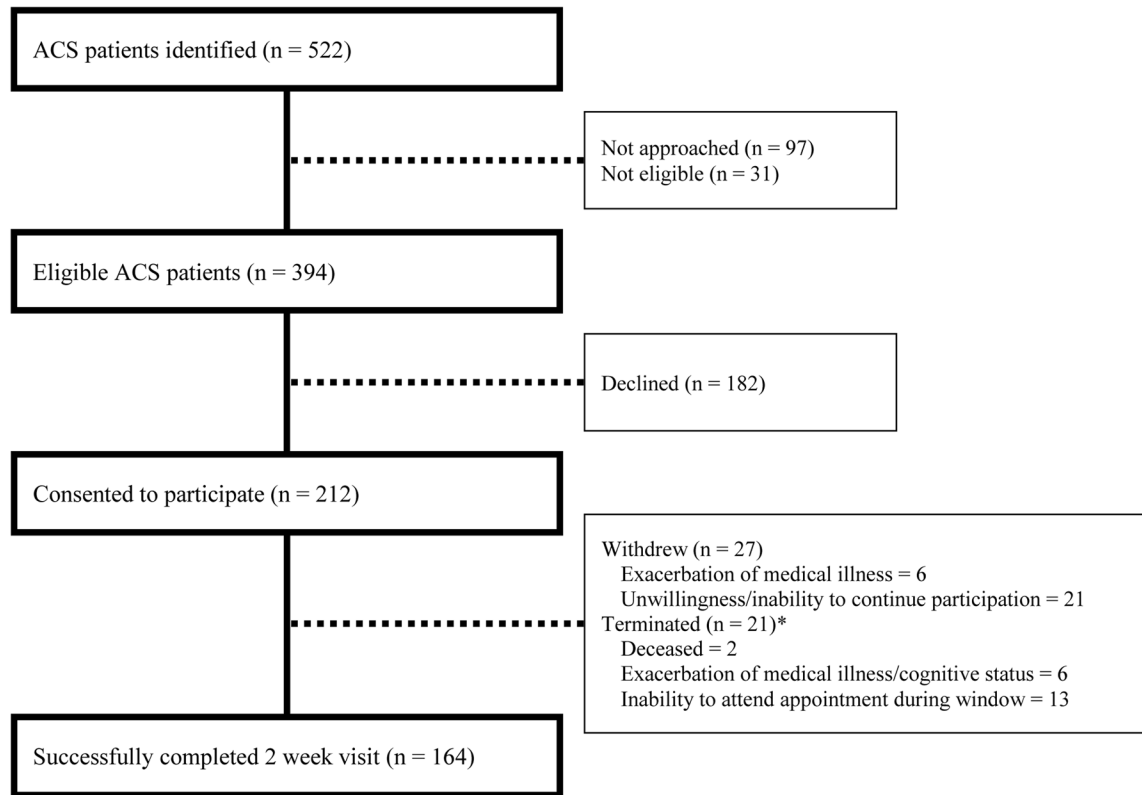 ACS patients identified (n = 522)
Not approached (n = 97)
Not eligible (n = 31)
Eligible ACS patients (n = 394)
Declined (n = 182)
Consented to participate (n = 212)
Withdrew (n = 27)
Exacerbation of medical illness = 6
Unwillingness/inability to continue participation = 21
Terminated (n = 21)*
Deceased = 2
Exacerbation of medical illness/cognitive status = 6
Inability to attend appointment during window = 13
Successfully completed 2 week visit (n = 164)